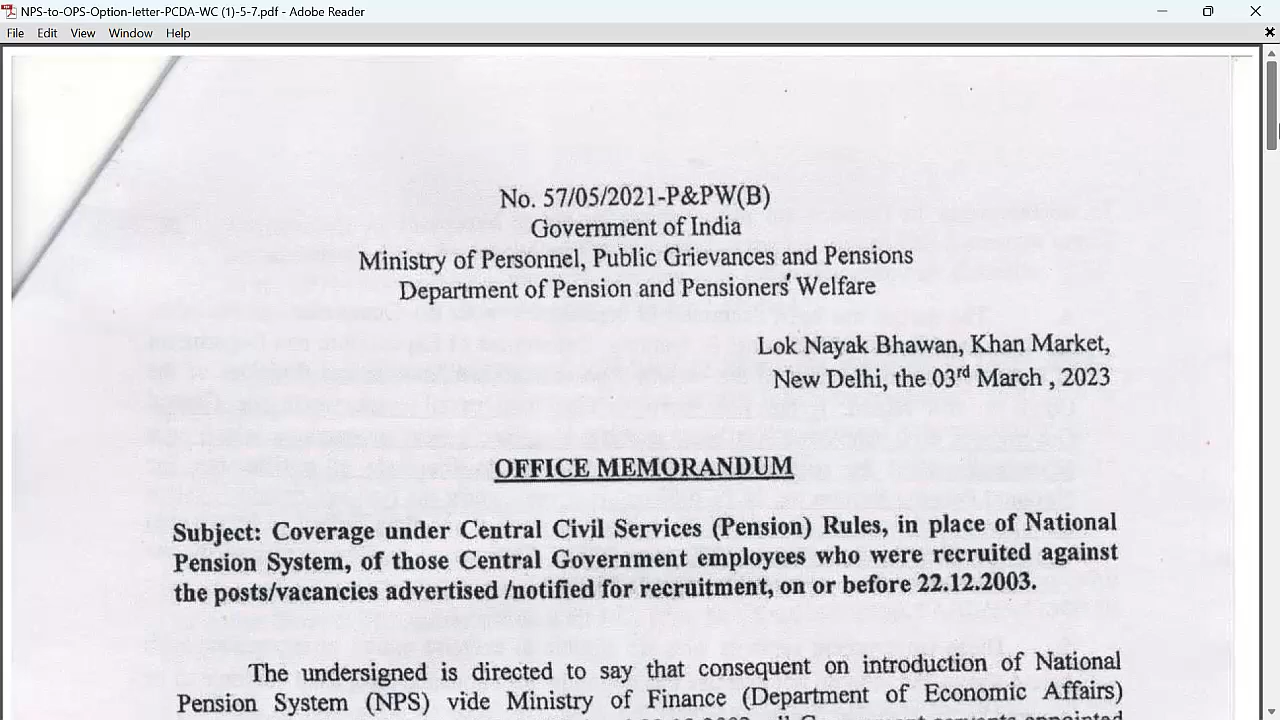 NPS-to-OPS-Option-letter-PCDA-WC (1)-5-7.pdf - Adobe Reader
File Edit View Window Help
No. 57/05/2021-P&PW(B)
Government of India
Ministry of Personnel, Public Grievances and Pensions
Department of Pension and Pensioners' Welfare
Lok Nayak Bhawan, Khan Market,
New Delhi, the 03rd March , 2023
OFFICE MEMORANDUM
Subject: Coverage under Central Civil Services (Pension) Rules, in place of National
Pension System, of those Central Government employees who were recruited against
the posts/vacancies advertised /notified for recruitment, on or before 22.12.2003.
The undersigned is directed to say that consequent on introduction of National
Pension System (NPS) vide Ministry of Finance (Department of Economic Affairs)